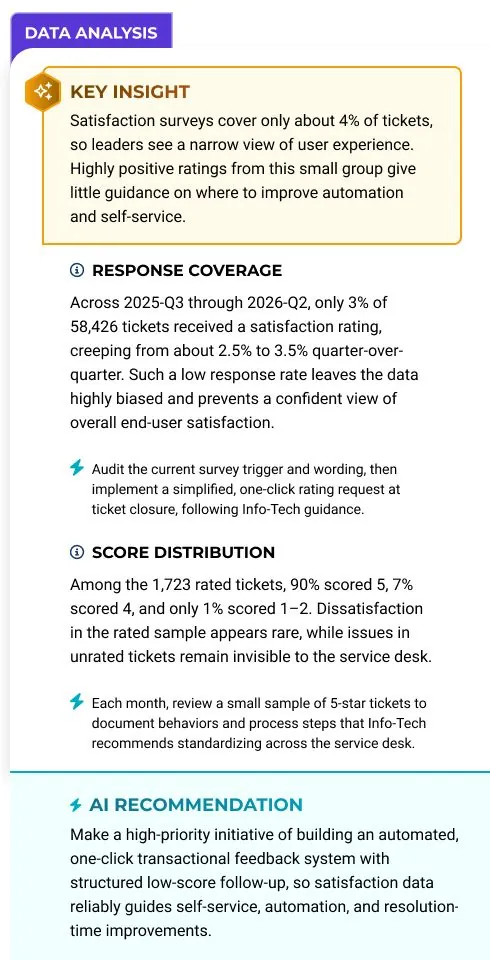 DATA ANALYSIS
KEY INSIGHT
Satisfaction surveys cover only about 4% of tickets,
so leaders see a narrow view of user experience.
Highly positive ratings from this small group give
little guidance on where to improve automation
and self-service.
RESPONSE COVERAGE
Across 2025-Q3 through 2026-Q2, only 3% of
58,426 tickets received a satisfaction rating,
creeping from about 2.5% to 3.5% quarter-over-
quarter. Such a low response rate leaves the data
highly biased and prevents a confident view of
overall end-user satisfaction.
Audit the current survey trigger and wording, then
implement a simplified, one-click rating request at
ticket closure, following Info-Tech guidance.
SCORE DISTRIBUTION
Among the 1,723 rated tickets, 90% scored 5, 7%
scored 4, and only 1% scored 1–2. Dissatisfaction
in the rated sample appears rare, while issues in
unrated tickets remain invisible to the service desk.
Each month, review a small sample of 5-star tickets to
document behaviors and process steps that Info-Tech
recommends standardizing across the service desk.
AI RECOMMENDATION
Make a high-priority initiative of building an automated,
one-click transactional feedback system with
structured low-score follow-up, so satisfaction data
reliably guides self-service, automation, and resolution-
time improvements.